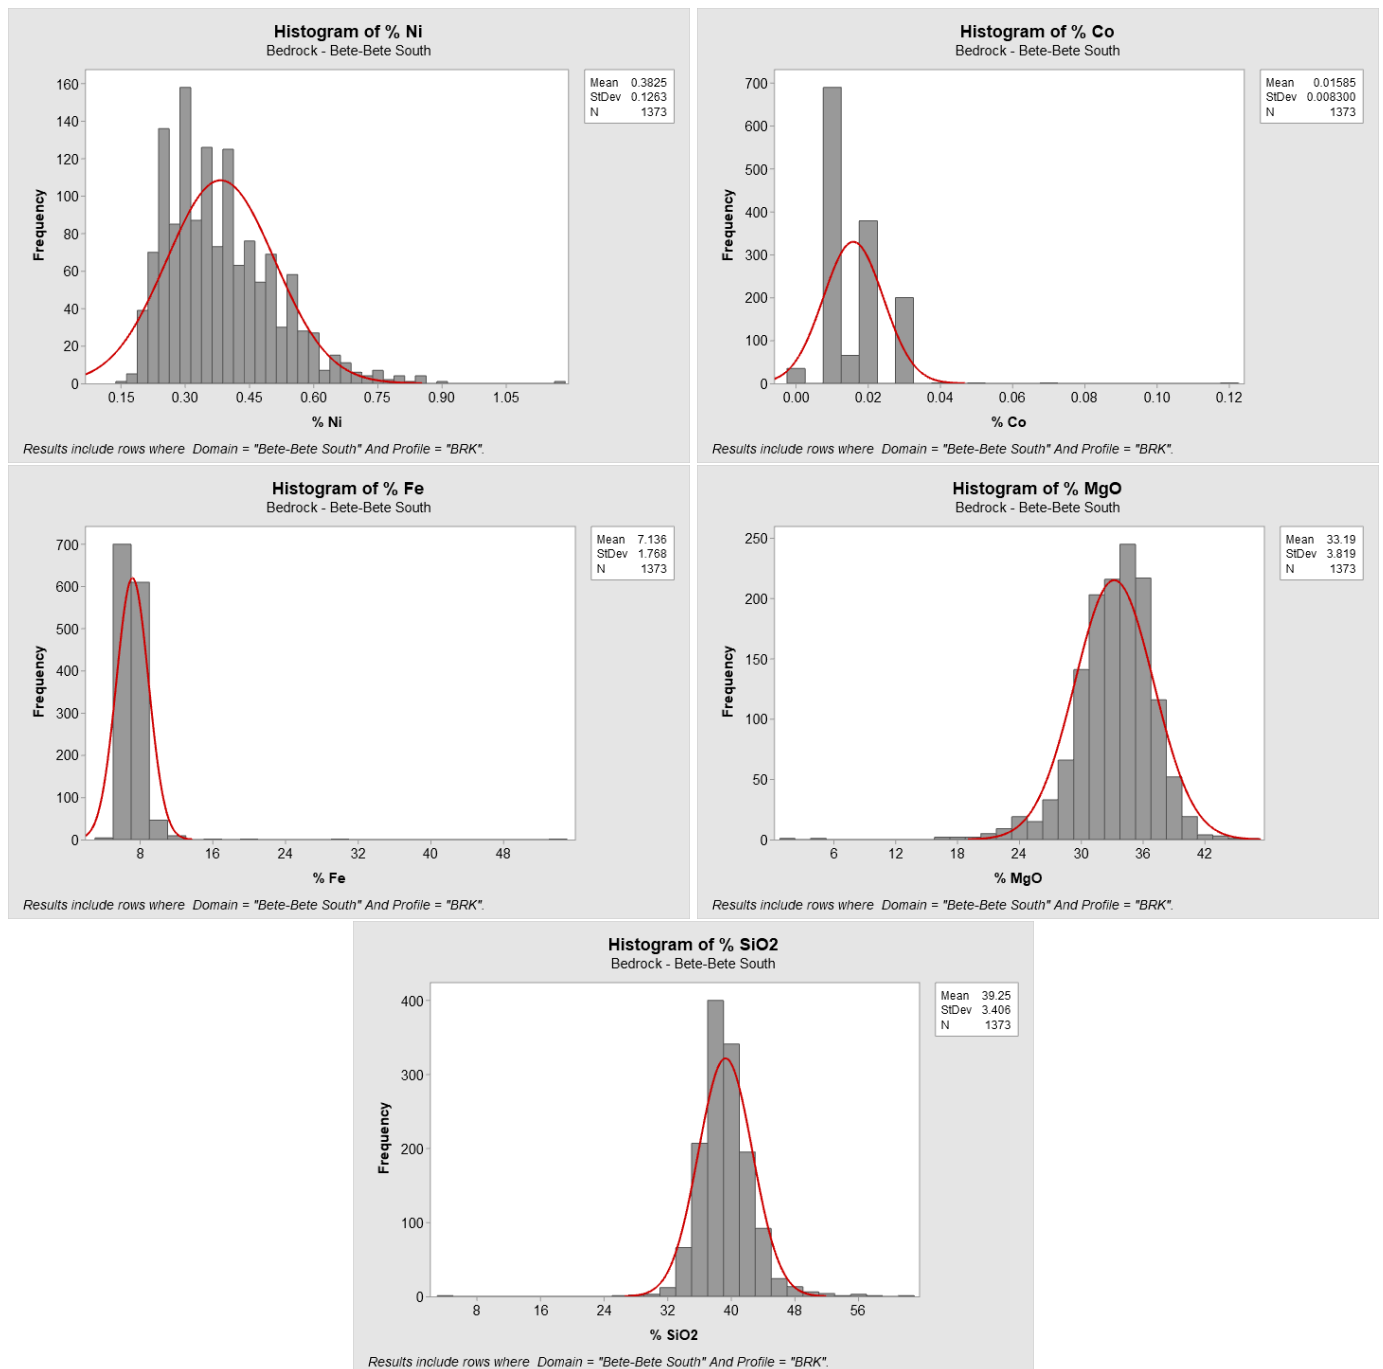 Histogram of % Ni
Bedrock - Bete-Bete South
Mean 0.3825
StDev 0.1263
N 1373
160
140
120
100
80
60
40
20
0
Frequency
0.15 0.30 0.45 0.60 0.75 0.90 1.05
% Ni
Results include rows where Domain = "Bete-Bete South" And Profile = "BRK".
Histogram of % Co
Bedrock - Bete-Bete South
Mean 0.01585
StDev 0.008300
N 1373
700
600
500
400
300
200
100
0
Frequency
0.00 0.02 0.04 0.06 0.08 0.10 0.12
% Co
Results include rows where Domain = "Bete-Bete South" And Profile = "BRK".
Histogram of % Fe
Bedrock - Bete-Bete South
Mean 7.136
StDev 1.768
N 1373
700
600
500
400
300
200
100
0
Frequency
8 16 24 32 40 48
% Fe
Results include rows where Domain = "Bete-Bete South" And Profile = "BRK".
Histogram of % MgO
Bedrock - Bete-Bete South
Mean 33.19
StDev 3.819
N 1373
250
200
150
100
50
0
Frequency
6 12 18 24 30 36 42
% MgO
Results include rows where Domain = "Bete-Bete South" And Profile = "BRK".
Histogram of % SiO2
Bedrock - Bete-Bete South
Mean 39.25
StDev 3.406
N 1373
400
300
200
100
0
Frequency
8 16 24 32 40 48 56
% SiO2
Results include rows where Domain = "Bete-Bete South" And Profile = "BRK".